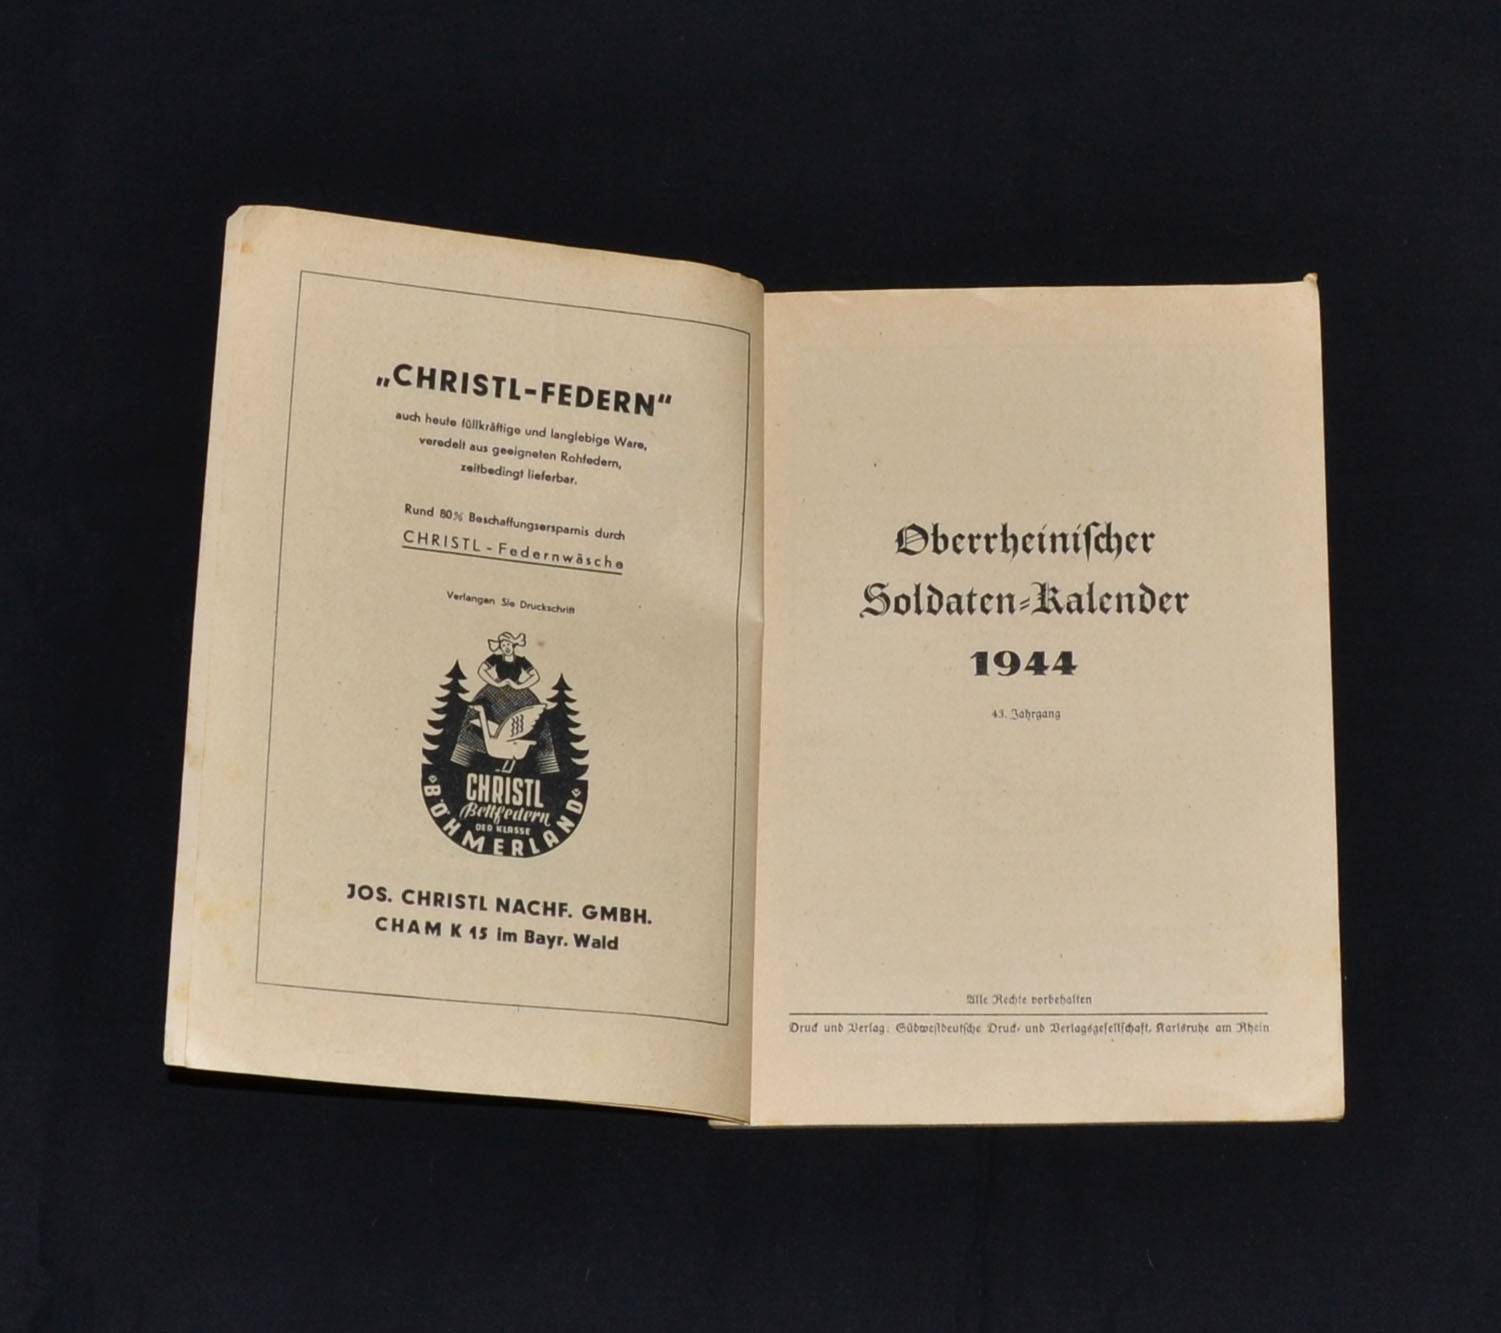 „CHRISTL-FEDERN“
auch heute füllkräftige und langlebige Ware,
veredelt aus geeigneten Rohfedern,
zeitbedingt lieferbar.
Rund 80% Beschaffungsersparnis durch
CHRISTL-Federnwäsche
Verlangen Sie Druckschrift
CHRISTL
Bettfedern
DER KLASSE
BÖHMERLAND
JOS. CHRISTL NACHF. GMBH.
CHAM K 15 im Bayr. Wald
Oberrheiniſcher
Soldaten-Kalender
1944
43. Jahrgang
Alle Rechte vorbehalten
Druck und Verlag: Südweſtdeutſche Druck- und Verlagsgeſellſchaft, Karlsruhe am Rhein